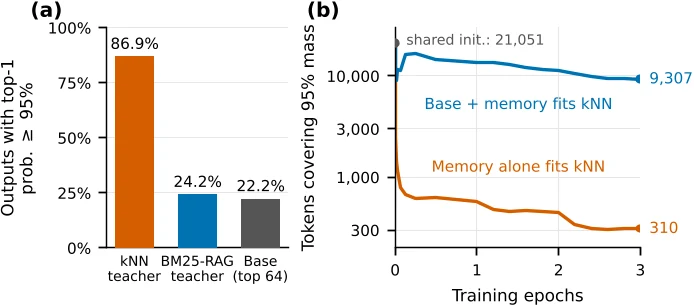 (a)
Outputs with top-1
prob. ≥ 95%
100%
75%
50%
25%
0%
86.9%
24.2%
22.2%
kNN
teacher
BM25-RAG
teacher
Base
(top 64)
(b)
Tokens covering 95% mass
10,000
3,000
1,000
300
shared init.: 21,051
9,307
Base + memory fits kNN
Memory alone fits kNN
310
0
1
2
3
Training epochs